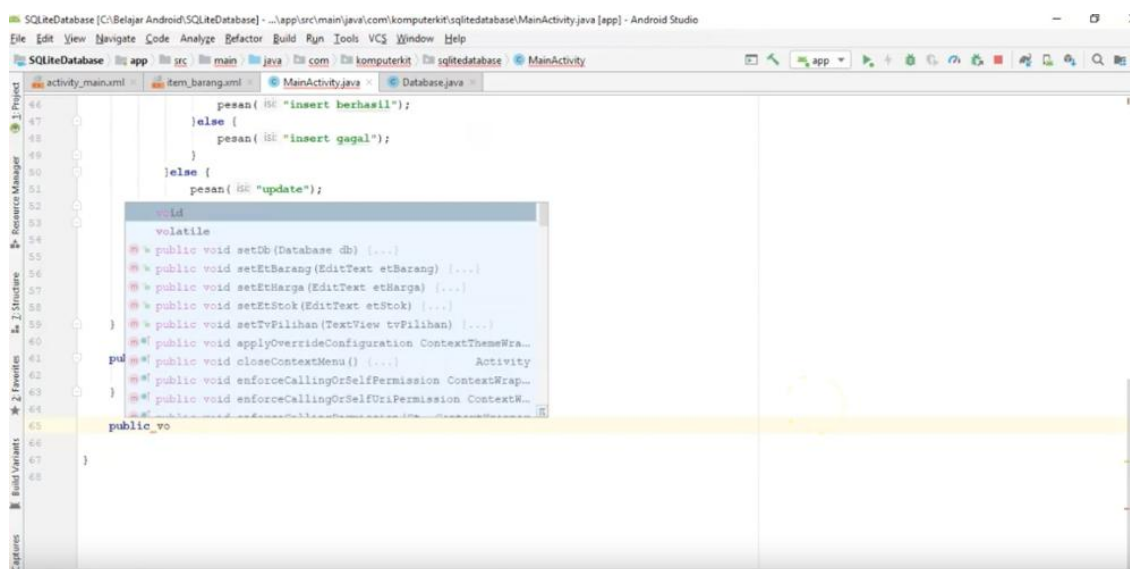 SQLiteDatabase [C:\Belajar Android\SQLiteDatabase] - ...\app\src\main\java\com\komputerkit\sqlitedatabase\MainActivity.java [app] - Android Studio
File Edit View Navigate Code Analyze Refactor Build Run Tools VCS Window Help
SQLiteDatabase app src main java com komputerkit sqlitedatabase MainActivity app
activity_main.xml item_barang.xml MainActivity.java Database.java
1: Project
Resource Manager
7: Structure
2: Favorites
Build Variants
Captures
46 pesan( isi: "insert berhasil");
47 }else {
48 pesan( isi: "insert gagal");
49 }
50 }else {
51 pesan( isi: "update");
52 void
53 volatile
54 public void setDb(Database db) {...}
55 public void setEtBarang(EditText etBarang) {...}
56 public void setEtHarga(EditText etHarga) {...}
57 public void setEtStok(EditText etStok) {...}
58 public void setTvPilihan(TextView tvPilihan) {...}
59 }
60 public void applyOverrideConfiguration ContextThemeWra...
61 pu public void closeContextMenu() {...} Activity
62 public void enforceCallingOrSelfPermission ContextWrap...
63 } public void enforceCallingOrSelfUriPermission ContextW...
64
65 public vo
66
67 }
68